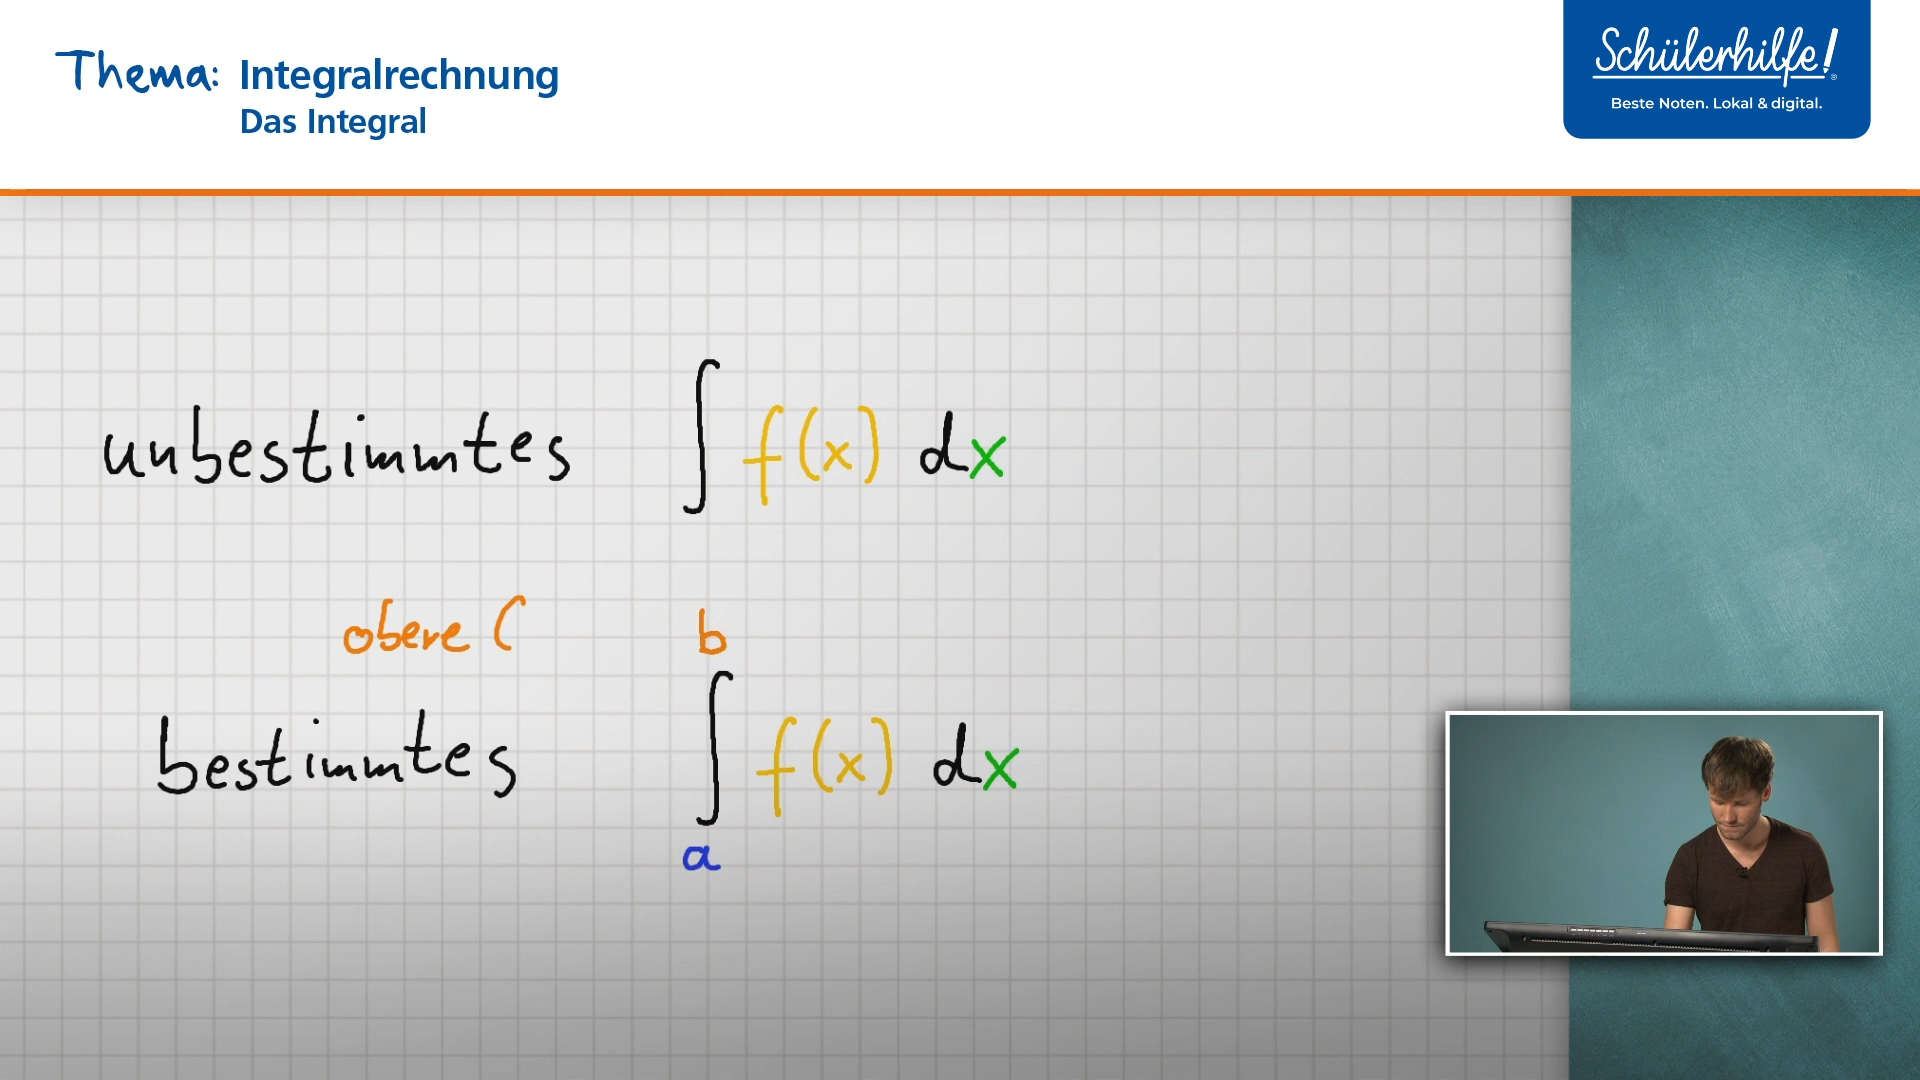 Thema: Integralrechnung
Das Integral
Schülerhilfe!®
Beste Noten. Lokal & digital.
unbestimmtes ∫ f(x) dx
obere (
b
bestimmtes ∫ f(x) dx
a